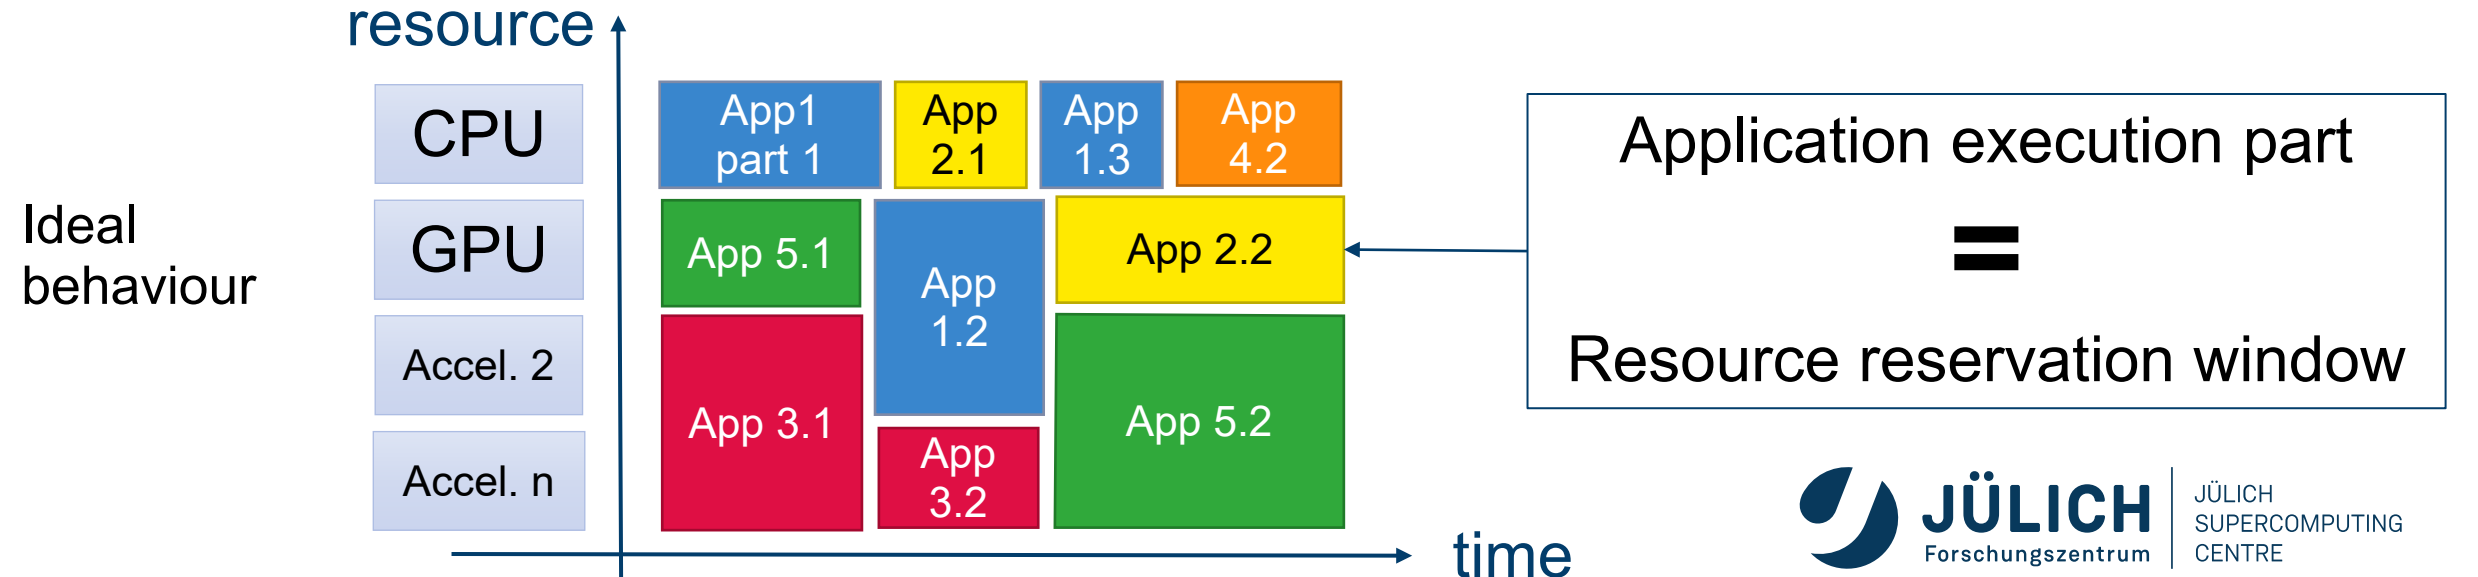 resource
Ideal
behaviour
CPU
GPU
Accel. 2
Accel. n
App1
part 1
App
2.1
App
1.3
App
4.2
App 5.1
App
1.2
App 2.2
App 3.1
App
3.2
App 5.2
time
Application execution part
=
Resource reservation window
JÜLICH
Forschungszentrum
JÜLICH
SUPERCOMPUTING
CENTRE